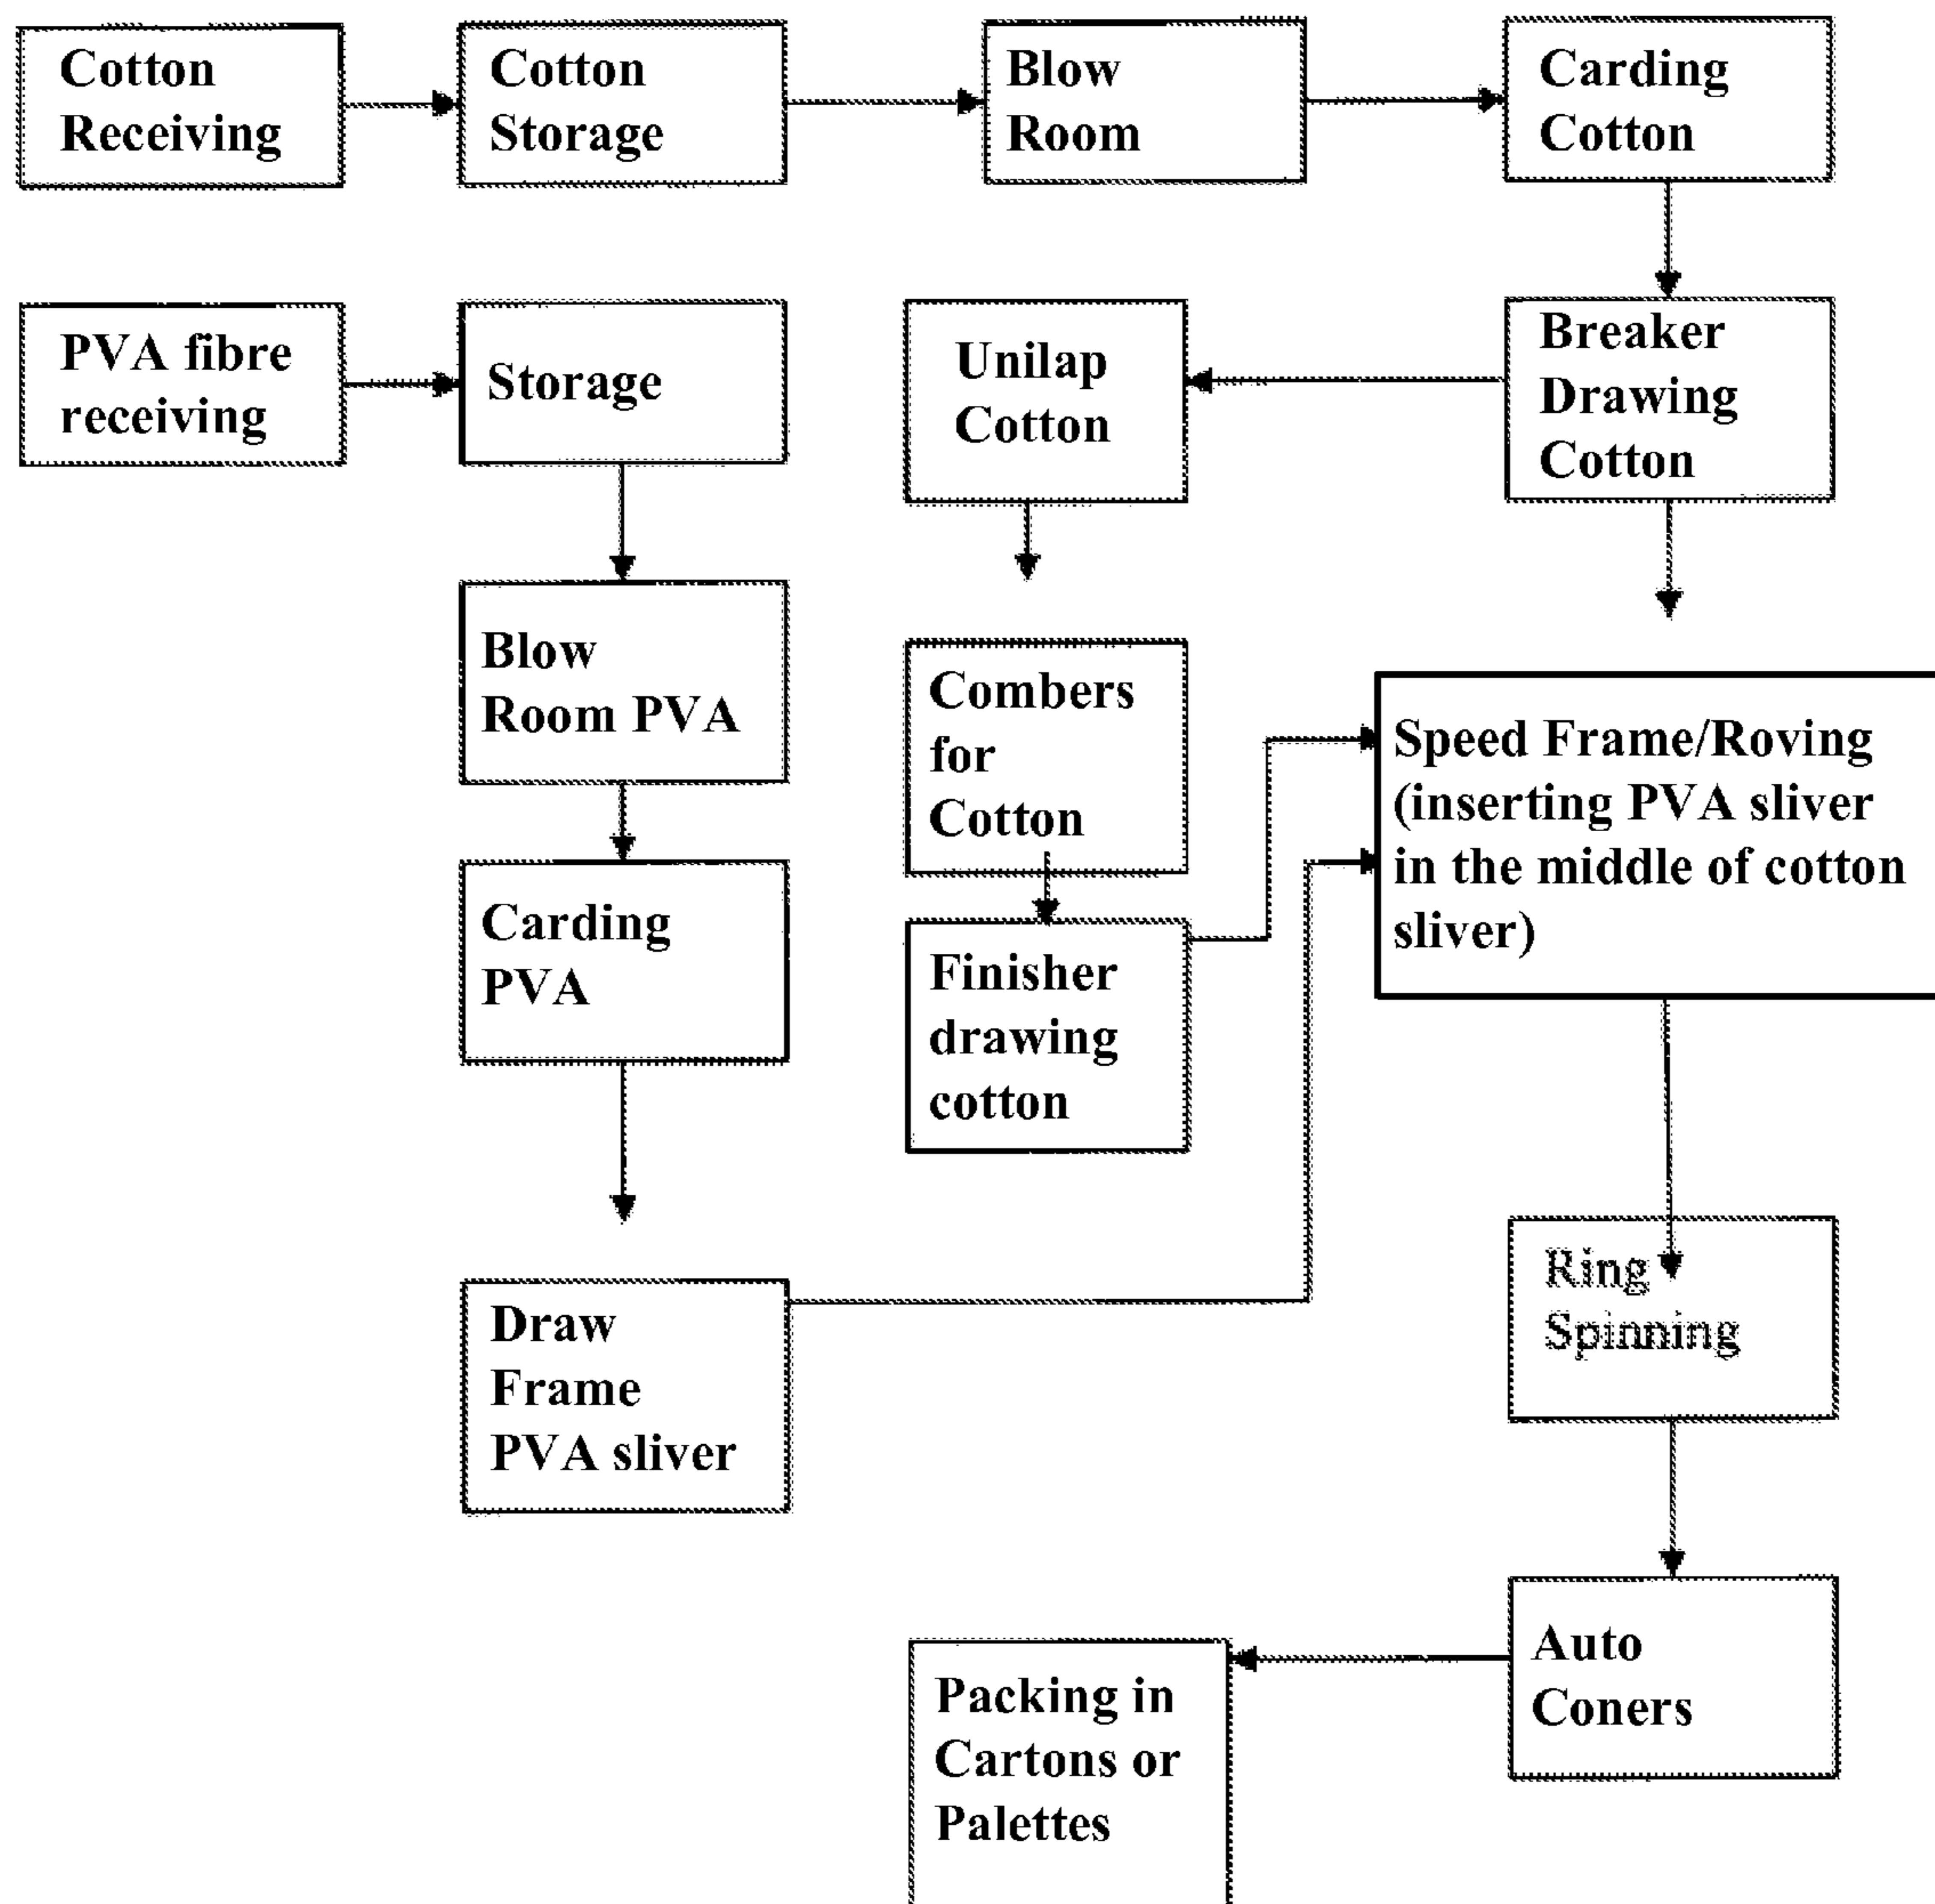 Cotton
Receiving
Cotton
Storage
Blow
Room
Carding
Cotton
PVA fibre
receiving
Storage
Unilap
Cotton
Breaker
Drawing
Cotton
Blow
Room PVA
Combers
for
Cotton
Speed Frame/Roving
(inserting PVA sliver
in the middle of cotton
sliver)
Carding
PVA
Finisher
drawing
cotton
Draw
Frame
PVA sliver
Ring
Spinning
Auto
Coners
Packing in
Cartons or
Palettes